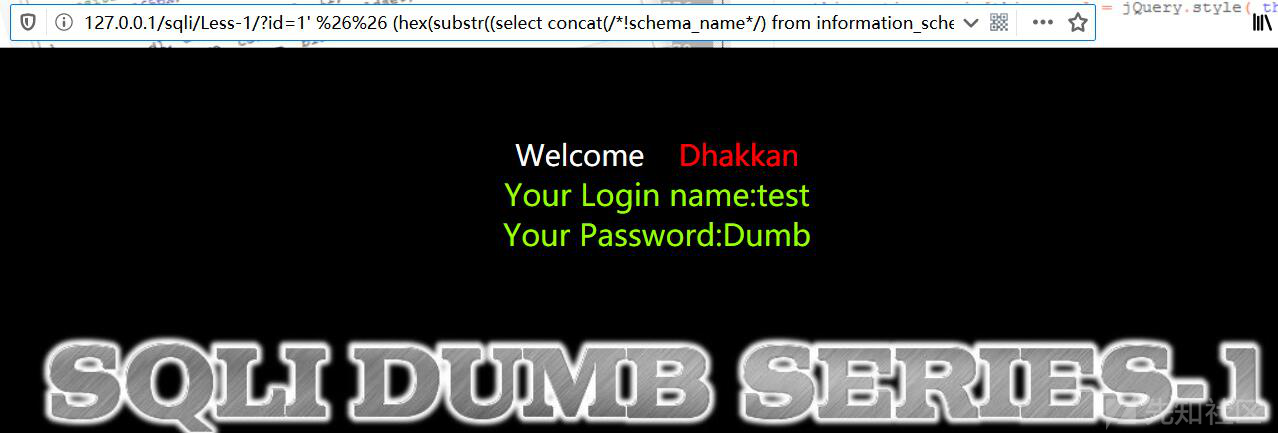 127.0.0.1/sqli/Less-1/?id=1' %26%26 (hex(substr((select concat(/*!schema_name*/) from information_sche
= jQuery.style(
Welcome Dhakkan
Your Login name:test
Your Password:Dumb
SQLI DUMB SERIES-1
先知社区